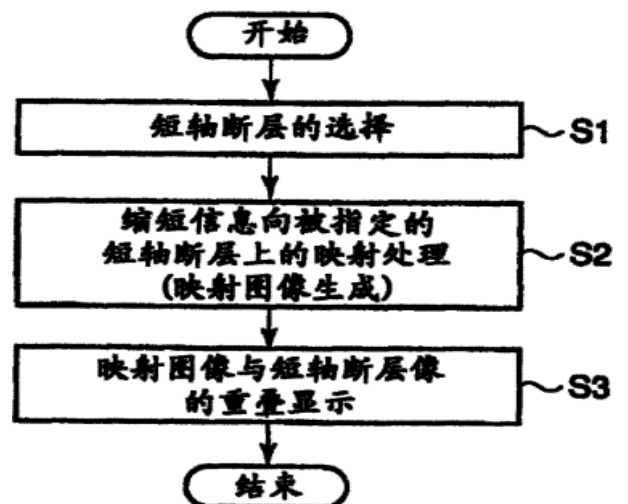 开始
短轴断层的选择
S1
缩短信息向被指定的
短轴断层上的映射处理
(映射图像生成)
S2
映射图像与短轴断层像
的重叠显示
S3
结束